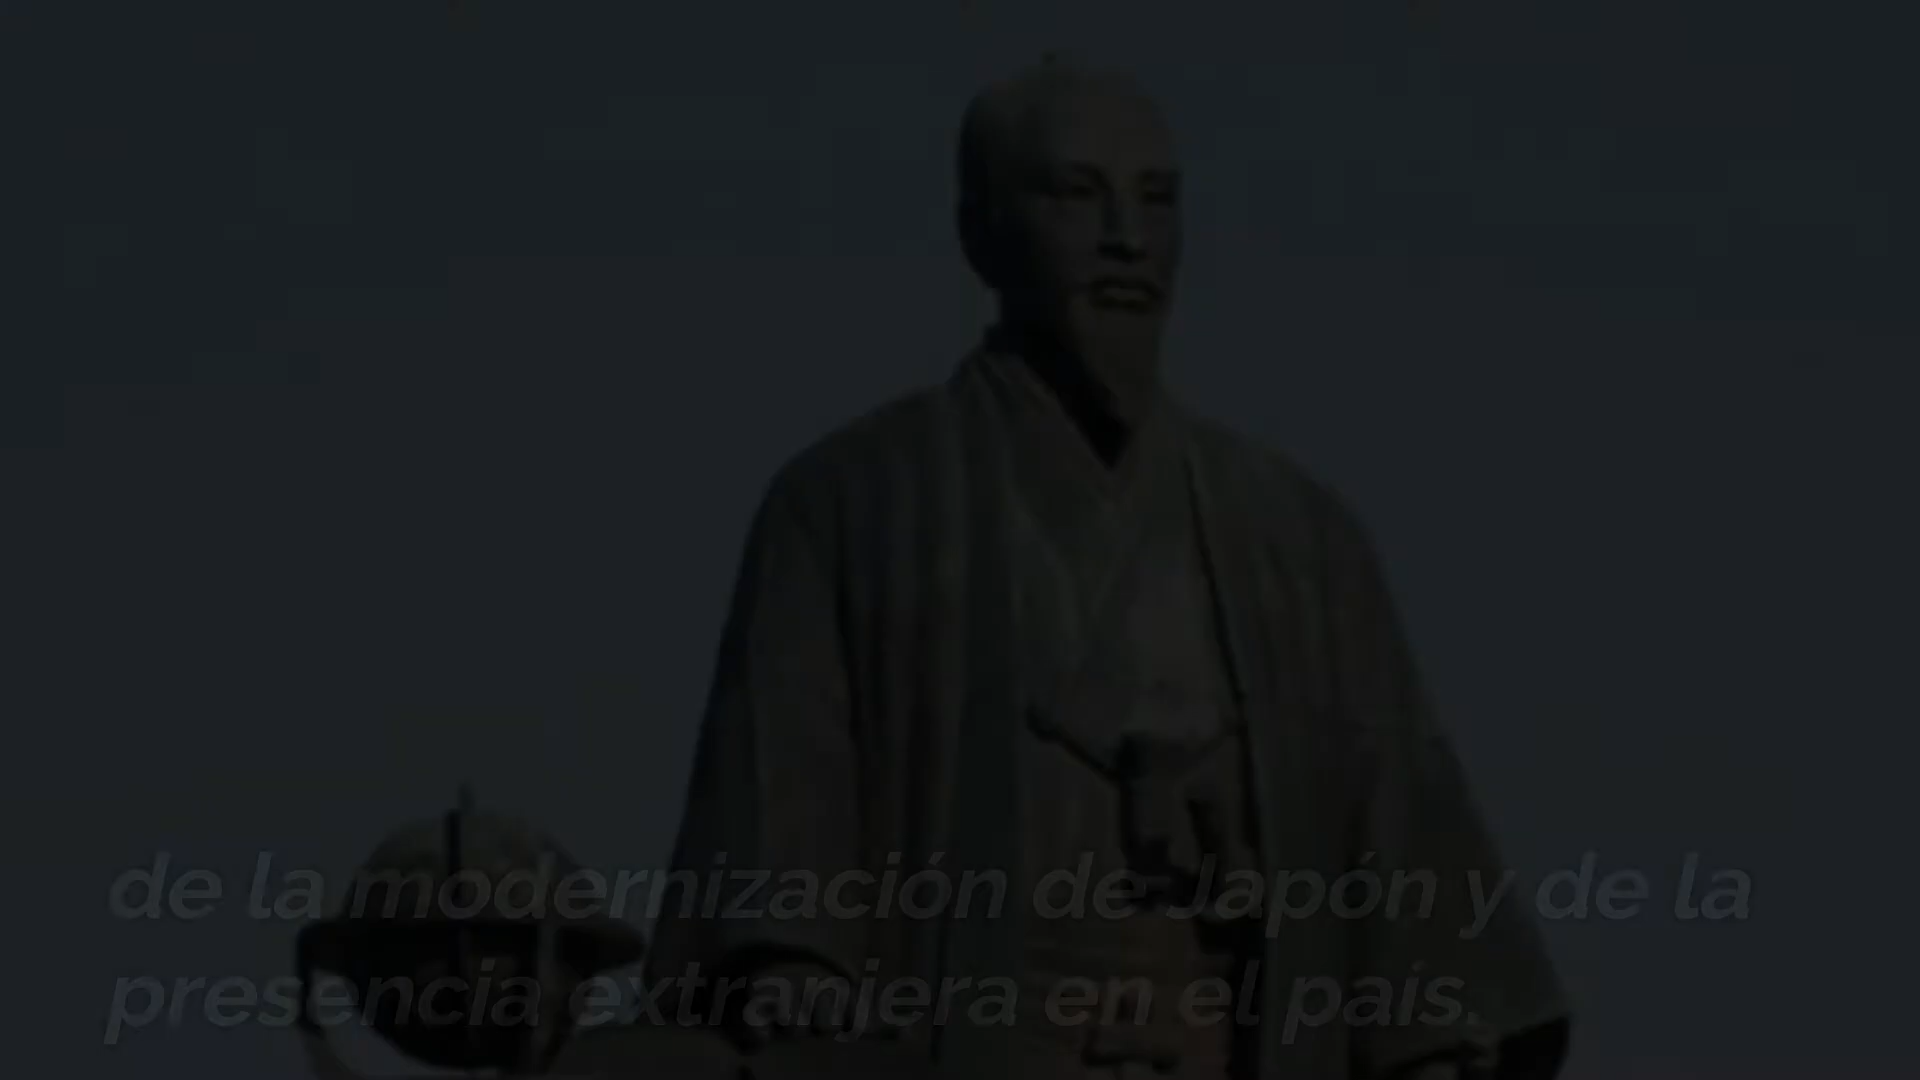 de la modernización de Japón y de la
presencia extranjera en el país.